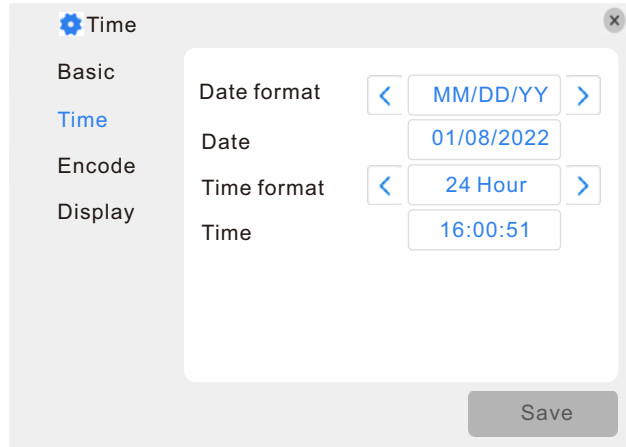 Time
Basic
Time
Encode
Display
Date format MM/DD/YY
Date 01/08/2022
Time format 24 Hour
Time 16:00:51
Save